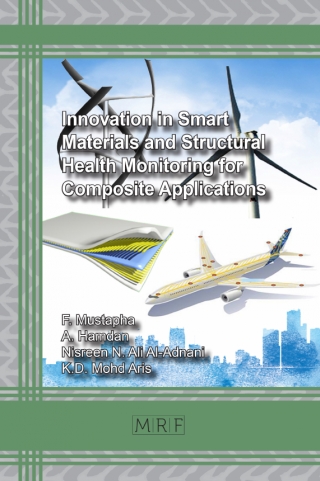 Innovation in Smart
Materials and Structural
Health Monitoring for
Composite Applications
F. Mustapha
A. Hamdan
Nisreen N. Ali Al-Adnani
K.D. Mohd Aris
MRF